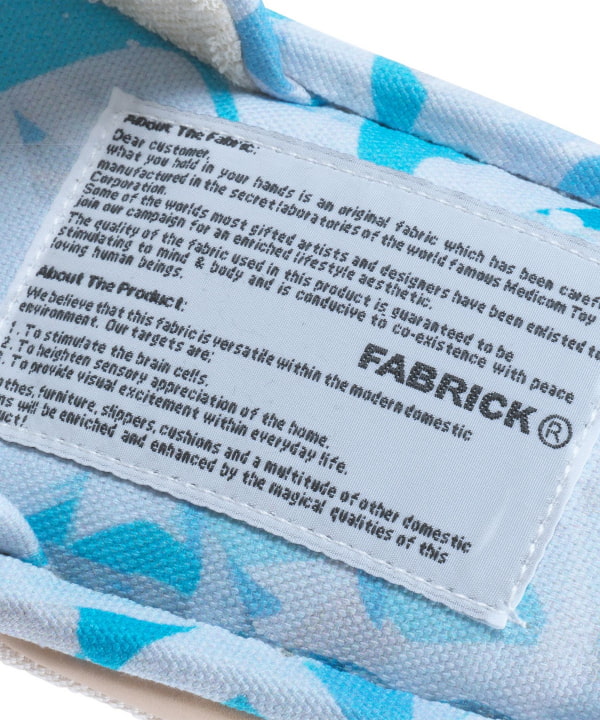 About The Fabric:
Dear customer,
What you hold in your hands is an original fabric which has been carefu
manufactured in the secret laboratories of the world famous Medicom Toy
Corporation.
Some of the worlds most gifted artists and designers have been enlisted to
join our campaign for an enriched lifestyle aesthetic.
The quality of the fabric used in this product is guaranteed to be
stimulating to mind & body and is conducive to co-existence with peace
loving human beings.
About The Product:
We believe that this fabric is versatile within the modern domestic
environment. Our targets are:
1. To stimulate the brain cells.
2. To heighten sensory appreciation of the home.
3. To provide visual excitement within everyday life.
othes, furniture, slippers, cushions and a multitude of other domestic
ms will be enriched and enhanced by the magical qualities of this
duct!
FABRICK®